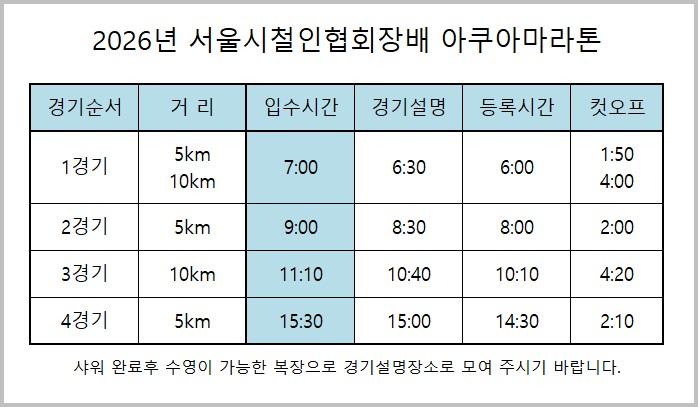 2026년 서울시철인협회장배 아쿠아마라톤
경기순서 거 리 입수시간 경기설명 등록시간 컷오프
1경기 5km 10km 7:00 6:30 6:00 1:50 4:00
2경기 5km 9:00 8:30 8:00 2:00
3경기 10km 11:10 10:40 10:10 4:20
4경기 5km 15:30 15:00 14:30 2:10
샤워 완료후 수영이 가능한 복장으로 경기설명장소로 모여 주시기 바랍니다.